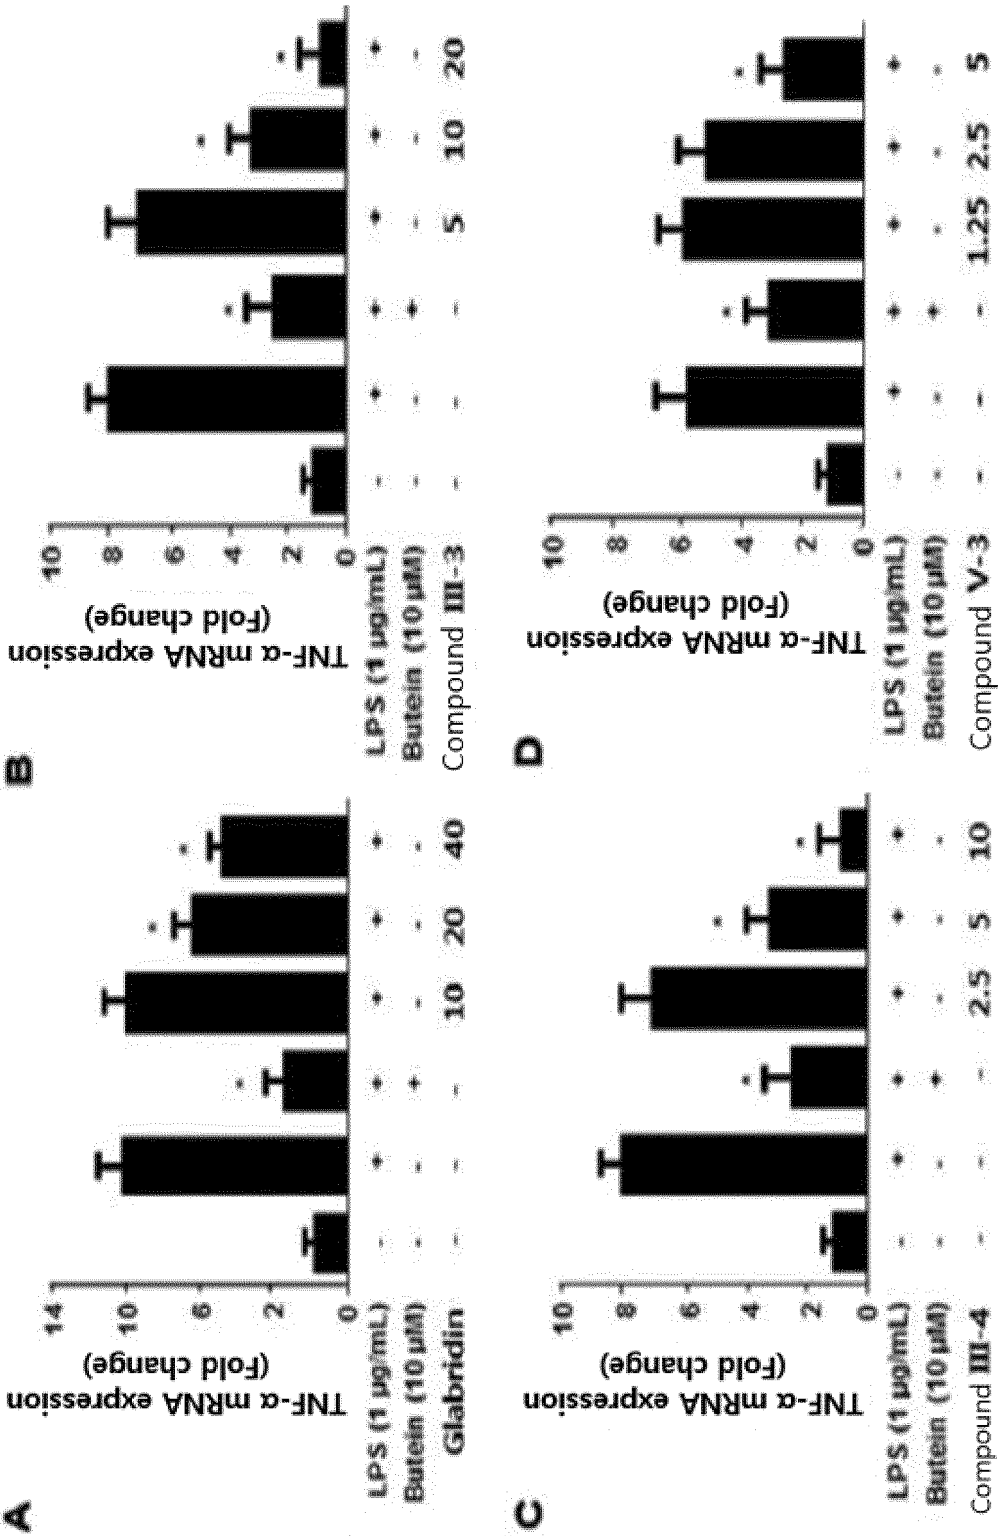 A
TNF-α mRNA expression
(Fold change)
14
10
6
2
0
LPS (1 µg/mL) - + + + + +
Butein (10 µM) - - + - - -
Glabridin - - - 10 20 40
B
TNF-α mRNA expression
(Fold change)
10
8
6
4
2
0
LPS (1 µg/mL) - + + + + +
Butein (10 µM) - - + - - -
Compound III-3 - - - 5 10 20
C
TNF-α mRNA expression
(Fold change)
10
8
6
4
2
0
LPS (1 µg/mL) - + + + + +
Butein (10 µM) - - + - - -
Compound III-4 - - - 2.5 5 10
D
TNF-α mRNA expression
(Fold change)
10
8
6
4
2
0
LPS (1 µg/mL) - + + + + +
Butein (10 µM) - - + - - -
Compound V-3 - - - 1.25 2.5 5